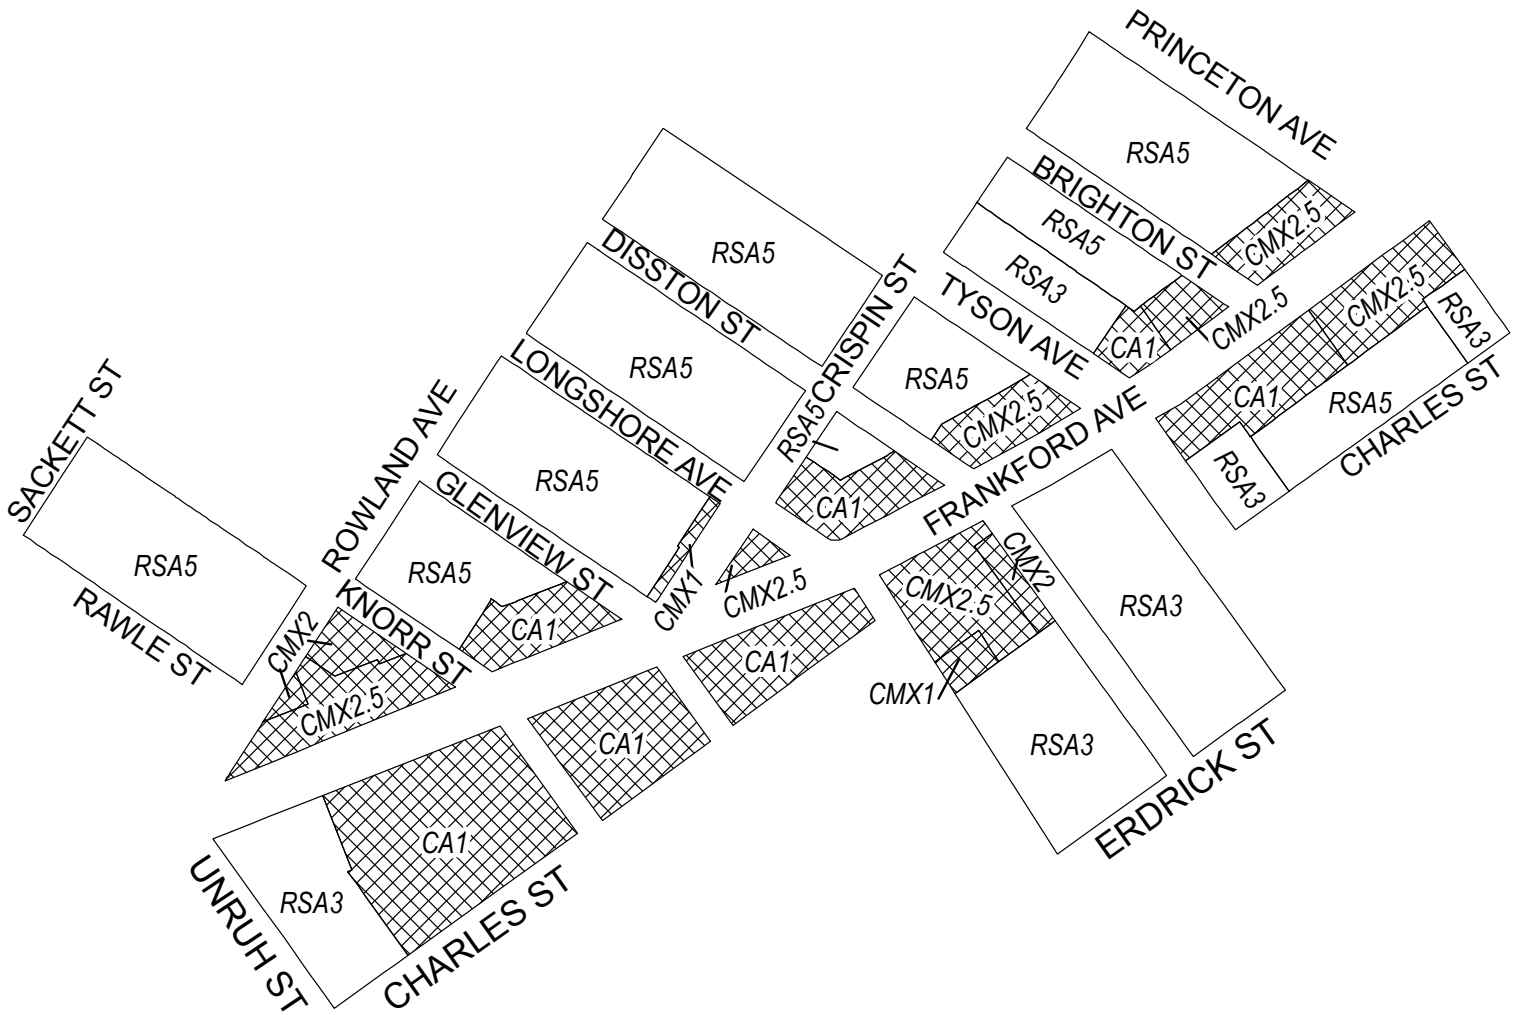 PRINCETON AVE
RSA5
BRIGHTON ST
CMX2.5
RSA5
RSA3
TYSON AVE
CA1
CMX2.5
CMX2.5
RSA3
CA1
RSA5
CHARLES ST
RSA3
RSA5
DISSTON ST
CRISPIN ST
RSA5
RSA5
CMX2.5
FRANKFORD AVE
LONGSHORE AVE
RSA5
CA1
RSA5
ROWLAND AVE
GLENVIEW ST
CMX1
CMX2.5
SACKETT ST
RSA5
RAWLE ST
RSA5
KNORR ST
CA1
CMX2
CMX2.5
CA1
CMX2.5
CMX2
CMX1
RSA3
RSA3
ERDRICK ST
CA1
CA1
RSA3
UNRUH ST
CHARLES ST